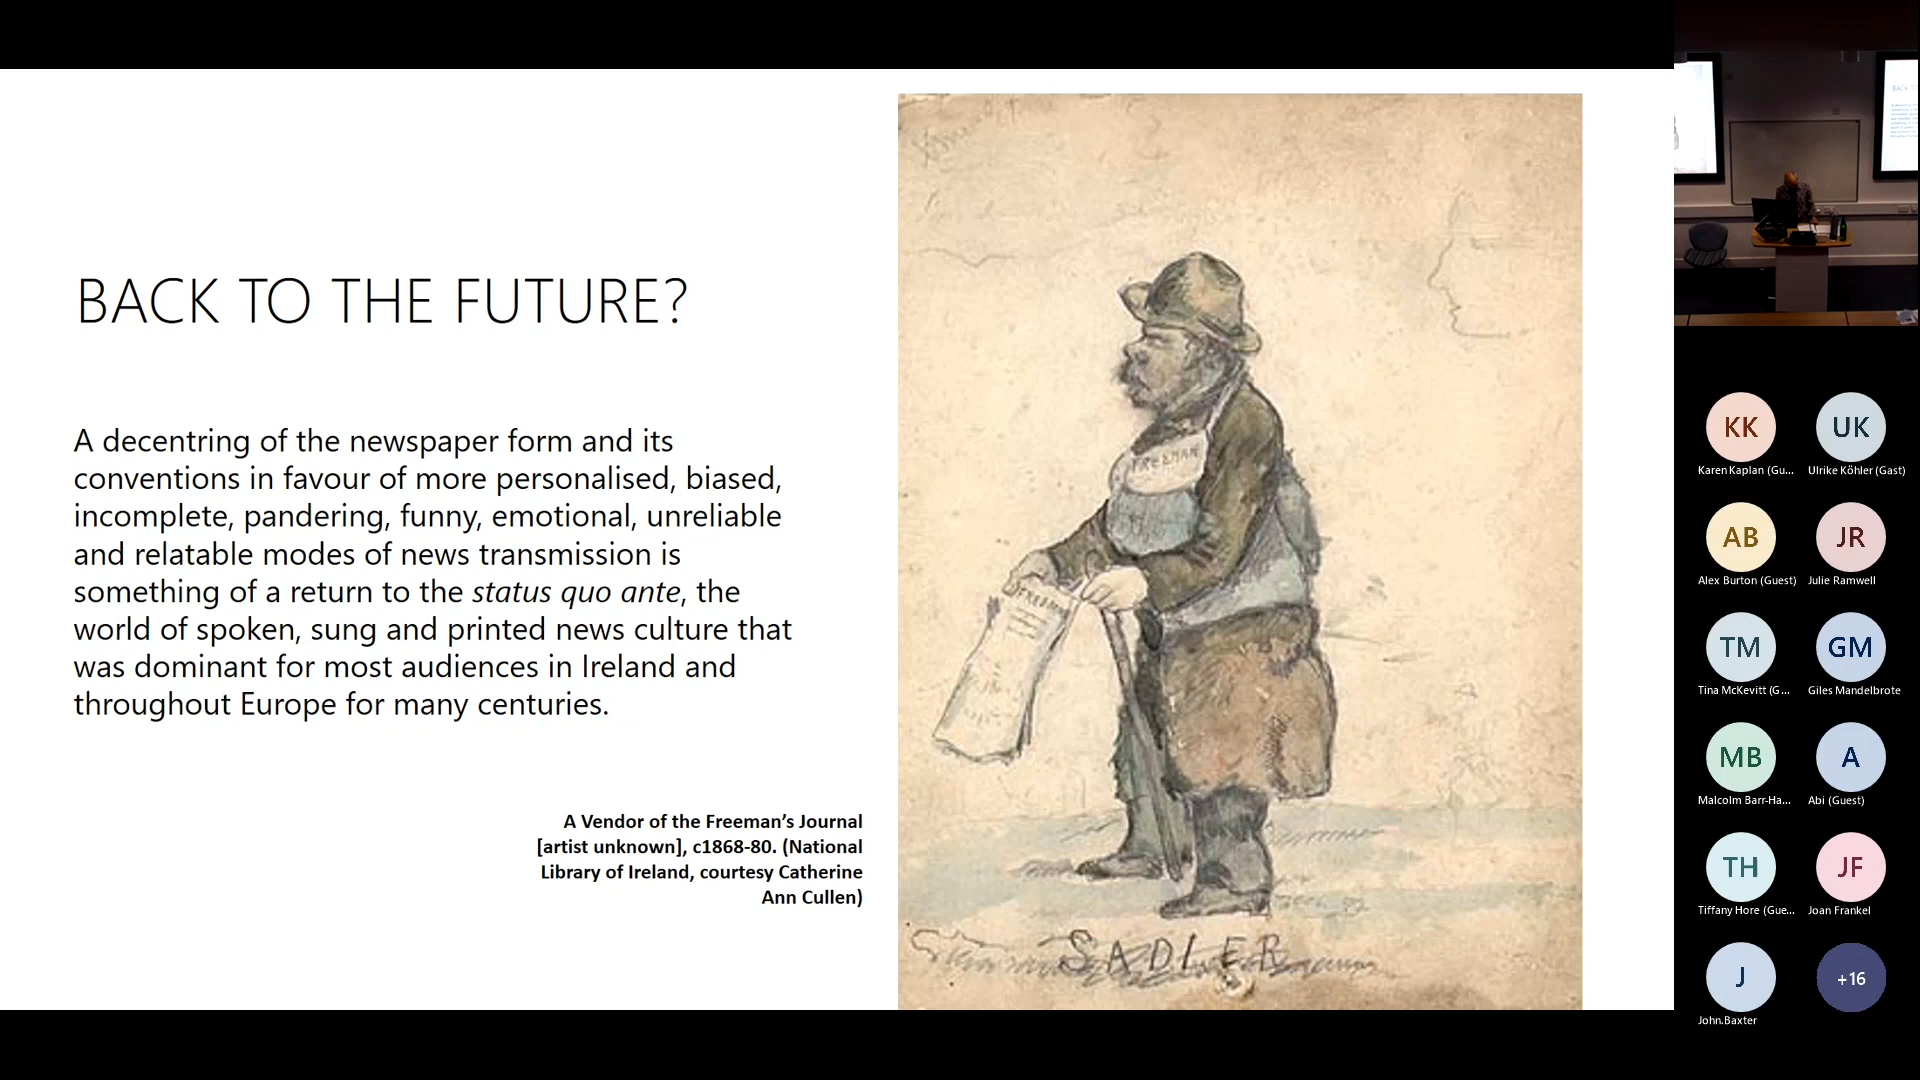 BACK TO THE FUTURE?
A decentring of the newspaper form and its
conventions in favour of more personalised, biased,
incomplete, pandering, funny, emotional, unreliable
and relatable modes of news transmission is
something of a return to the status quo ante, the
world of spoken, sung and printed news culture that
was dominant for most audiences in Ireland and
throughout Europe for many centuries.
A Vendor of the Freeman’s Journal
[artist unknown], c1868-80. (National
Library of Ireland, courtesy Catherine
Ann Cullen)
FREEMAN
FREEMAN
SADLER
KK
UK
Karen Kaplan (Gu...
Ulrike Köhler (Gast)
AB
JR
Alex Burton (Guest)
Julie Ramwell
TM
GM
Tina McKevitt (G...
Giles Mandelbrote
MB
A
Malcolm Barr-Ha...
Abi (Guest)
TH
JF
Tiffany Hore (Gue...
Joan Frankel
J
+16
John.Baxter